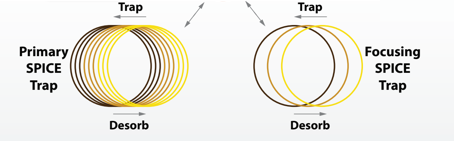 Trap
Primary
SPICE
Trap
Desorb
Trap
Focusing
SPICE
Trap
Desorb